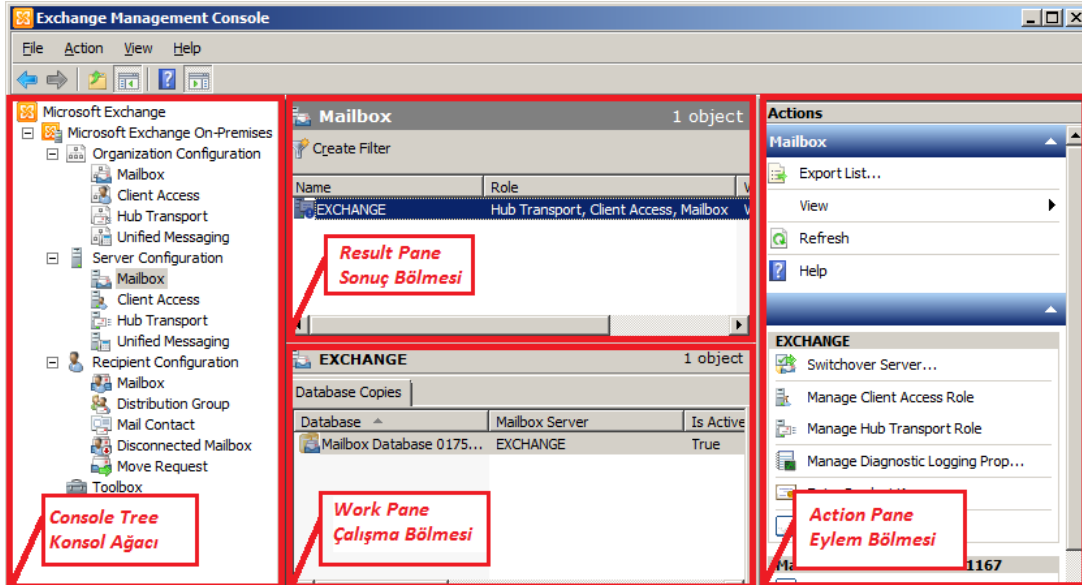 Exchange Management Console
File Action View Help
Microsoft Exchange
Microsoft Exchange On-Premises
Organization Configuration
Mailbox
Client Access
Hub Transport
Unified Messaging
Server Configuration
Mailbox
Client Access
Hub Transport
Unified Messaging
Recipient Configuration
Mailbox
Distribution Group
Mail Contact
Disconnected Mailbox
Move Request
Toolbox
Console Tree
Konsol Ağacı
Mailbox 1 object
Create Filter
Name Role
EXCHANGE Hub Transport, Client Access, Mailbox
Result Pane
Sonuç Bölmesi
EXCHANGE 1 object
Database Copies
Database Mailbox Server Is Active
Mailbox Database 0175... EXCHANGE True
Work Pane
Çalışma Bölmesi
Actions
Mailbox
Export List...
View
Refresh
Help
EXCHANGE
Switchover Server...
Manage Client Access Role
Manage Hub Transport Role
Manage Diagnostic Logging Prop...
Action Pane
Eylem Bölmesi
1167